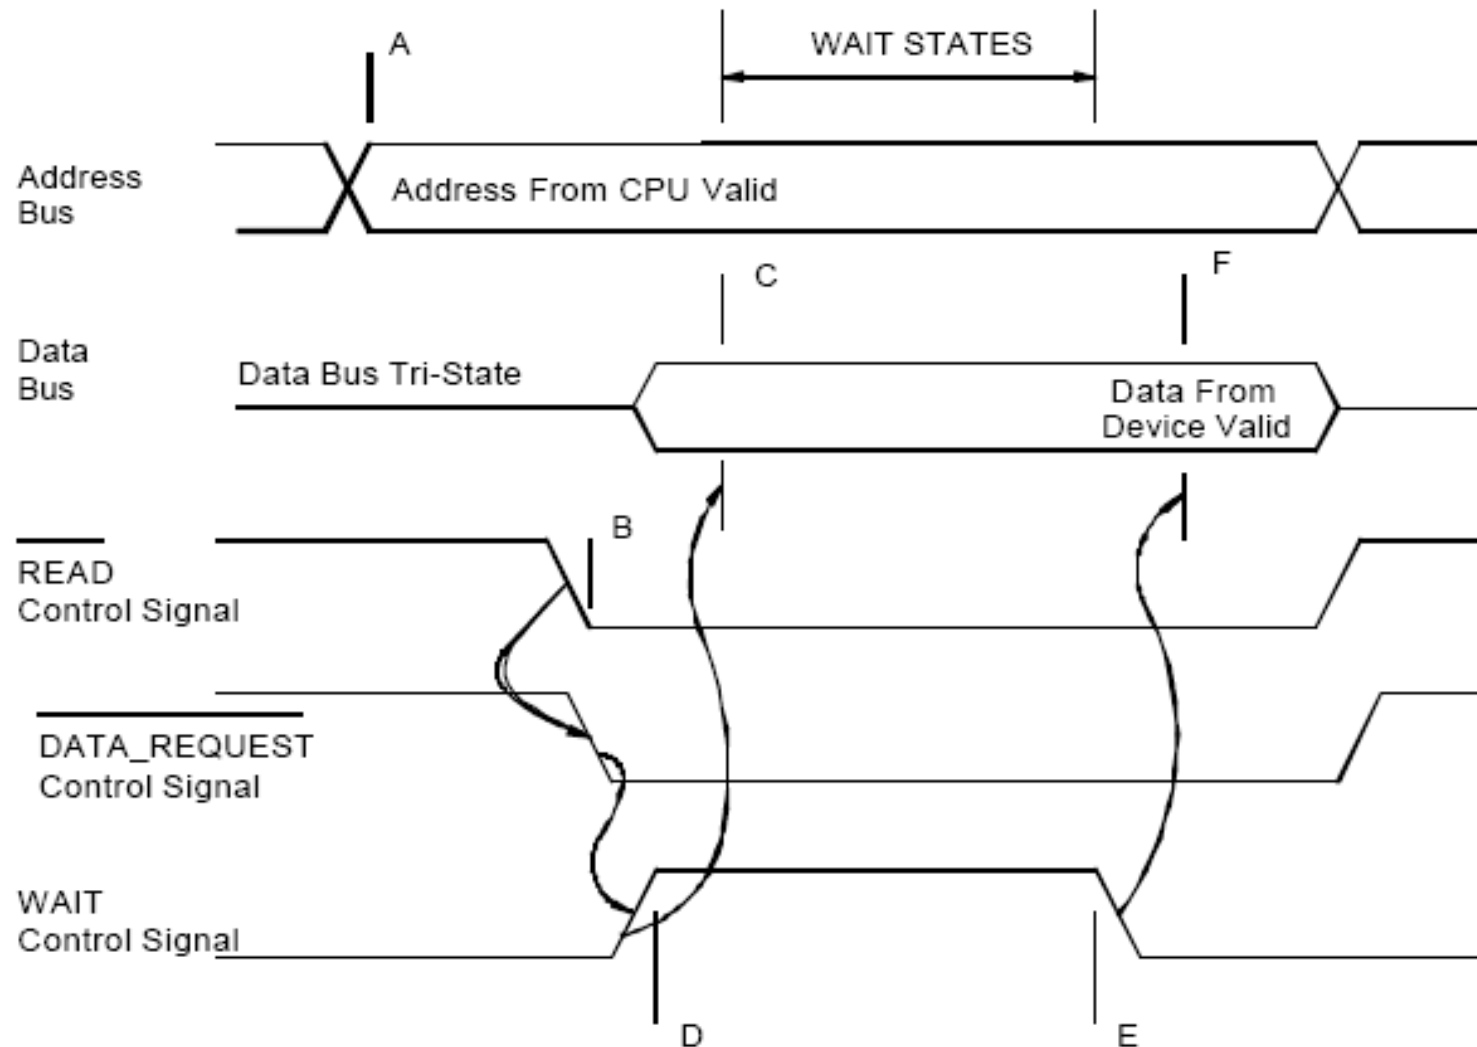 A
WAIT STATES
Address
Bus
Address From CPU Valid
C
F
Data
Bus
Data Bus Tri-State
Data From
Device Valid
B
READ
Control Signal
DATA_REQUEST
Control Signal
WAIT
Control Signal
D
E